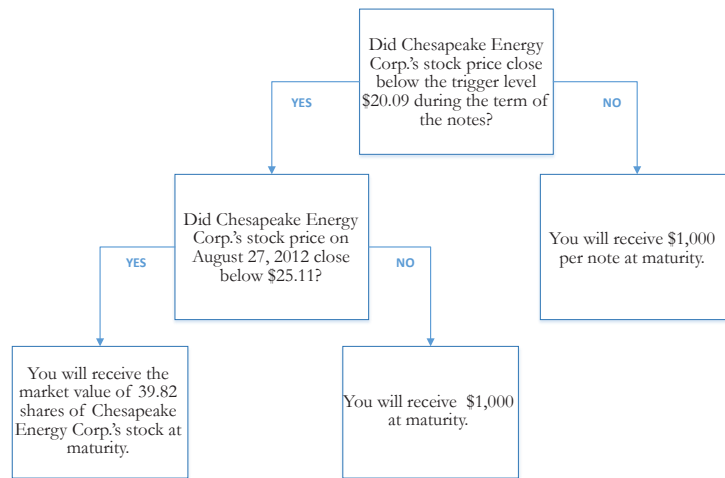 Did Chesapeake Energy
Corp.'s stock price close
below the trigger level
$20.09 during the term of
the notes?
YES
NO
Did Chesapeake Energy
Corp.'s stock price on
August 27, 2012 close
below $25.11?
You will receive $1,000
per note at maturity.
YES
NO
You will receive the
market value of 39.82
shares of Chesapeake
Energy Corp.'s stock at
maturity.
You will receive $1,000
at maturity.